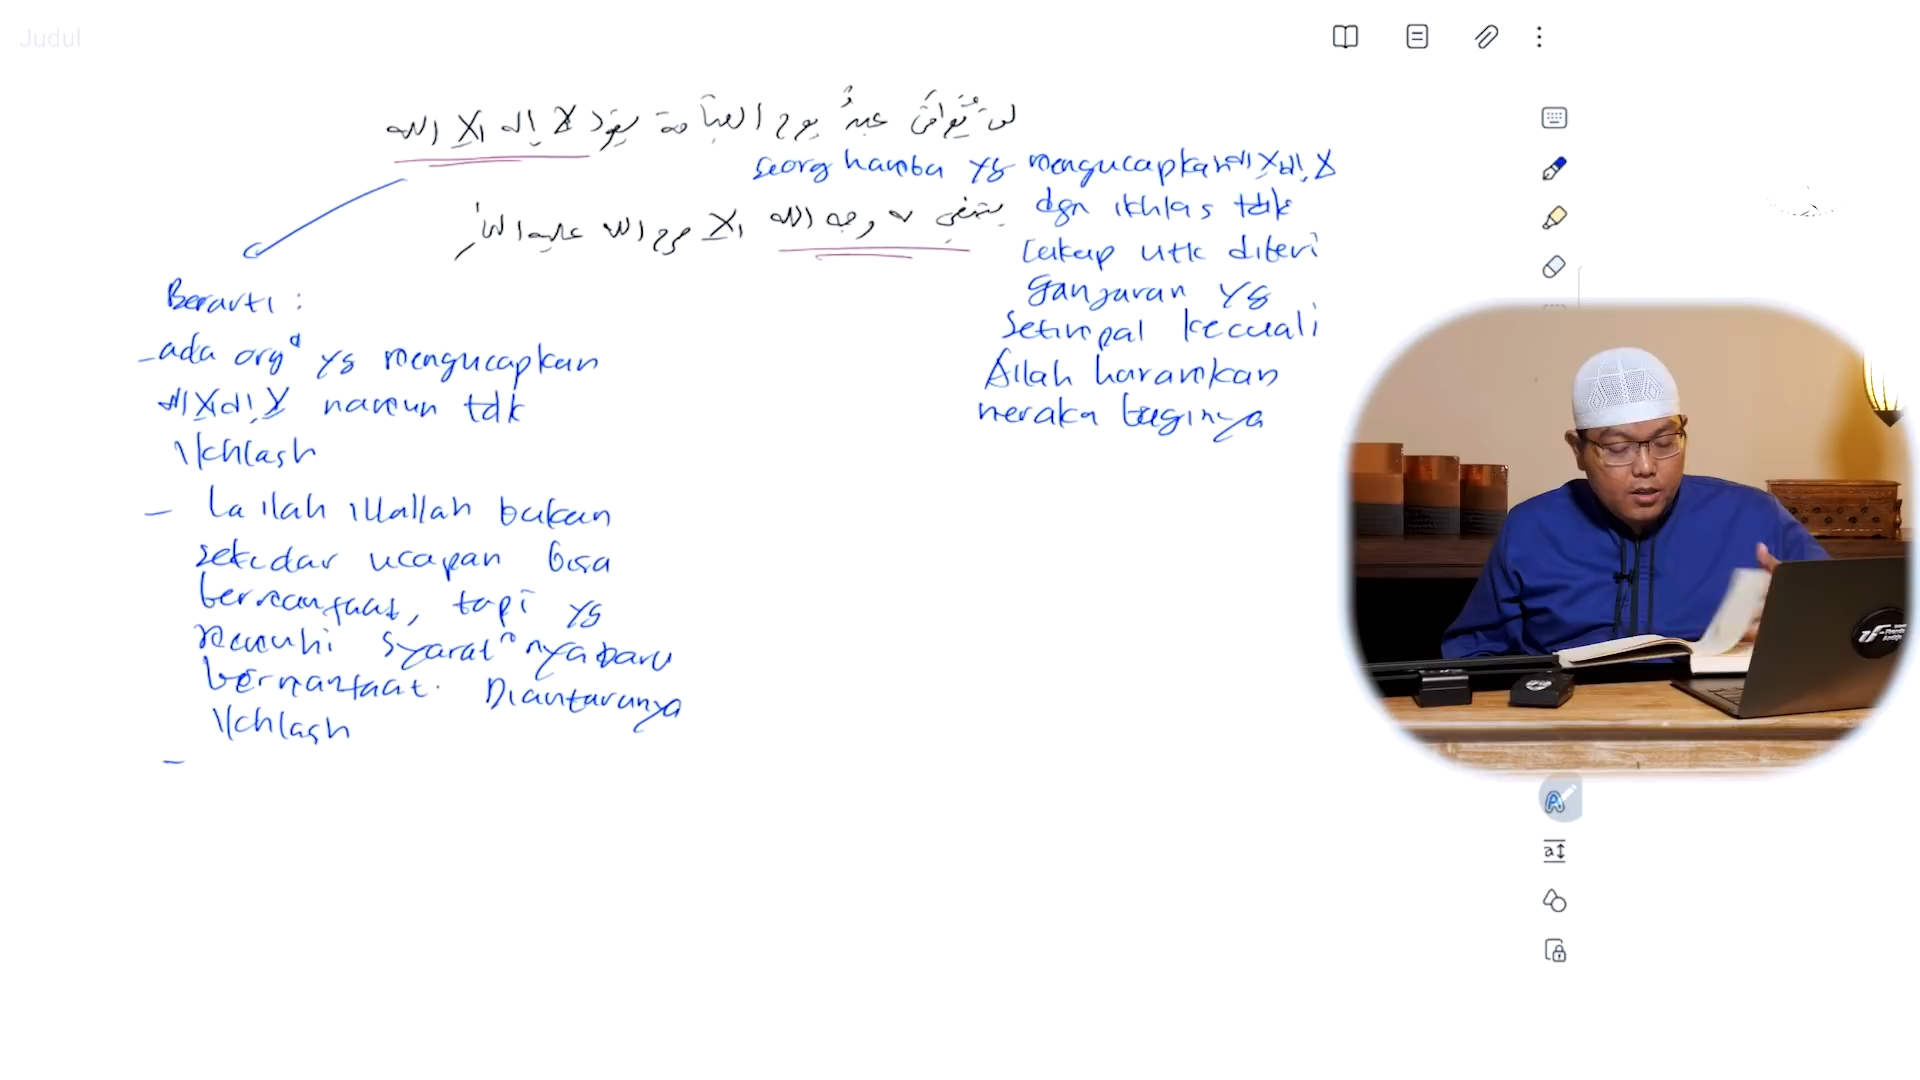 Judul
لن يُوافى عبدٌ يوم القيامة يقول لا إله إلا الله
seorg hamba yg mengucapkan لا إله إلا الله
يبتغي به وجه الله إلا حرم الله عليه النار
dgn ikhlas tdk
cukup utk diberi
ganjaran yg
setimpal kecuali
Allah haramkan
neraka baginya
Berarti :
- ada org² yg mengucapkan
لا إله إلا الله namun tdk
Ikhlash
- La ilah illallah bukan
sekedar ucapan bisa
bermanfaat, tapi yg
memenuhi syarat² nya baru
bermanfaat. Diantaranya
Ikhlash
-